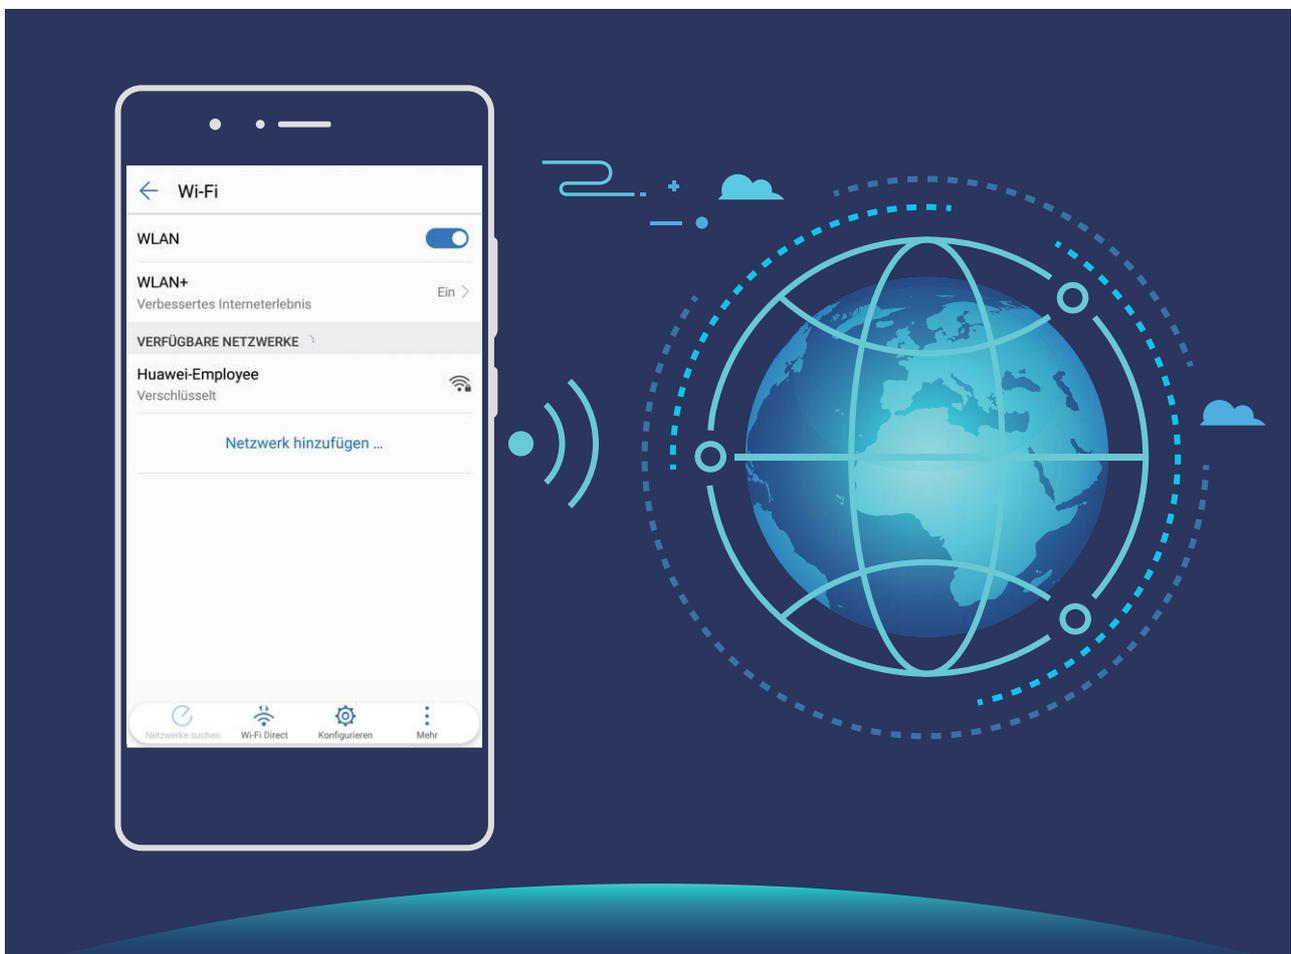 Wi-Fi
WLAN
WLAN+
Verbessertes Interneterlebnis
Ein
VERFÜGBARE NETZWERKE
Huawei-Employee
Verschlüsselt
Netzwerk hinzufügen ...
Netzwerke suchen
Wi-Fi Direct
Konfigurieren
Mehr